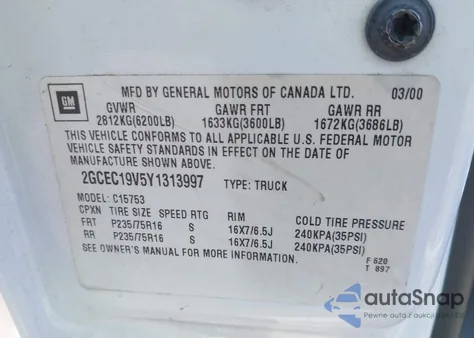 GM
MFD BY GENERAL MOTORS OF CANADA LTD. 03/00
GVWR GAWR FRT GAWR RR
2812KG(6200LB) 1633KG(3600LB) 1672KG(3686LB)
THIS VEHICLE CONFORMS TO ALL APPLICABLE U.S. FEDERAL MOTOR
VEHICLE SAFETY STANDARDS IN EFFECT ON THE DATE OF
MANUFACTURE SHOWN ABOVE.
2GCEC19V5Y1313997 TYPE: TRUCK
MODEL: C15753
CPXN TIRE SIZE SPEED RTG RIM COLD TIRE PRESSURE
FRT P235/75R16 S 16X7/6.5J 240KPA(35PSI)
RR P235/75R16 S 16X7/6.5J 240KPA(35PSI)
SEE OWNER'S MANUAL FOR MORE INFORMATION.
F 620
T 897
autoSnap
Pewne auta z aukcji